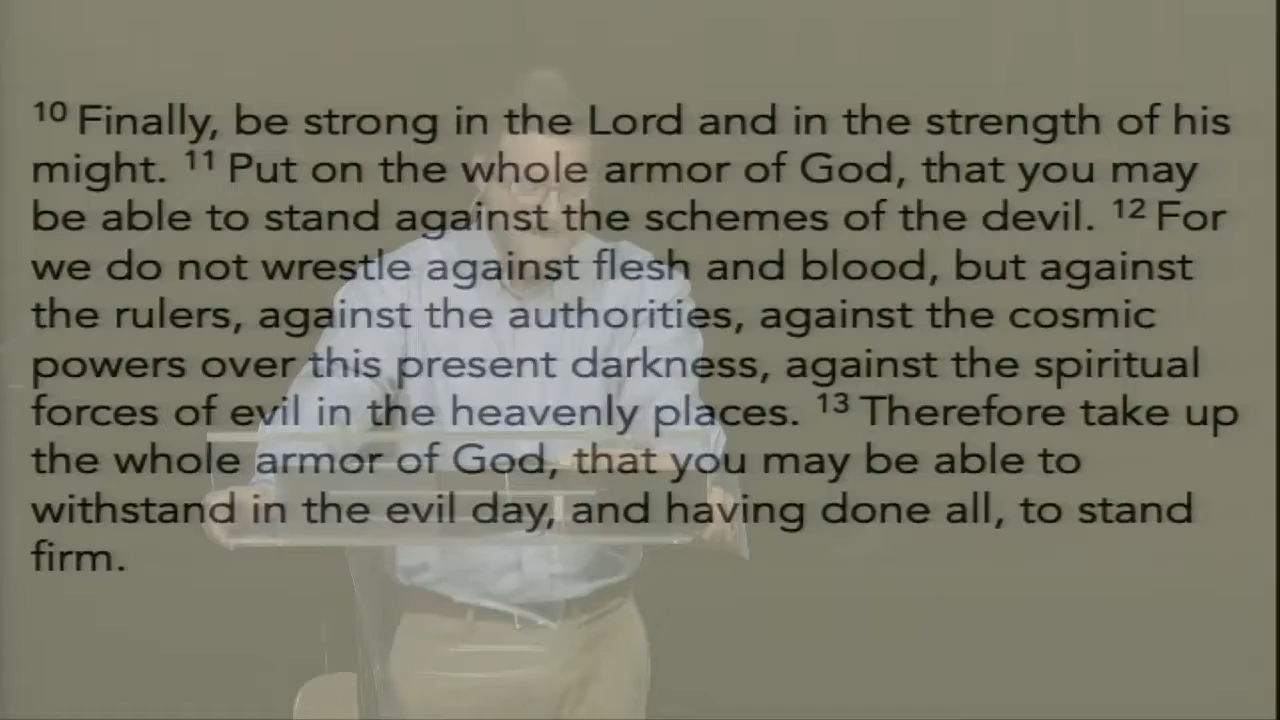 10 Finally, be strong in the Lord and in the strength of his
might. 11 Put on the whole armor of God, that you may
be able to stand against the schemes of the devil. 12 For
we do not wrestle against flesh and blood, but against
the rulers, against the authorities, against the cosmic
powers over this present darkness, against the spiritual
forces of evil in the heavenly places. 13 Therefore take up
the whole armor of God, that you may be able to
withstand in the evil day, and having done all, to stand
firm.